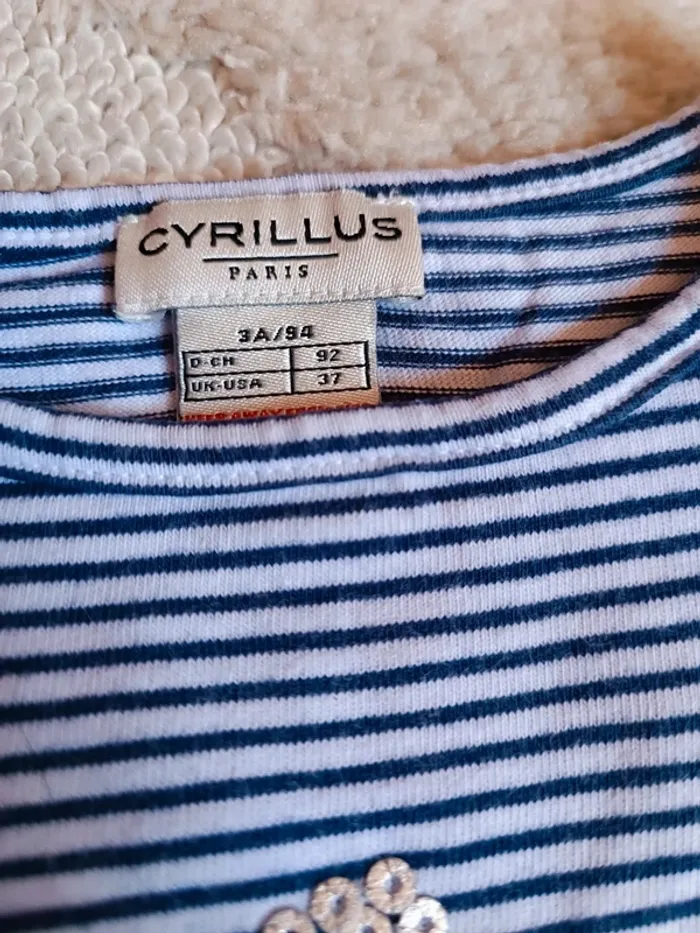 CYRILLUS
PARIS
3A/94
D-CH 92
UK-USA 37